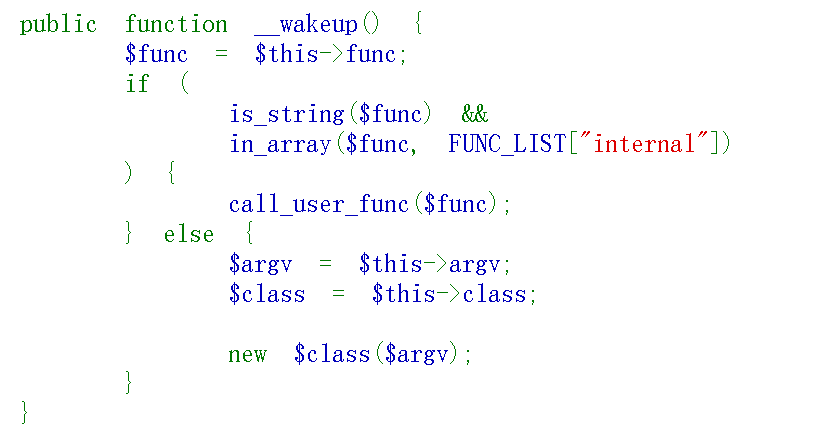 public function __wakeup() {
$func = $this->func;
if (
is_string($func) &&
in_array($func, FUNC_LIST["internal"])
) {
call_user_func($func);
} else {
$argv = $this->argv;
$class = $this->class;
new $class($argv);
}
}